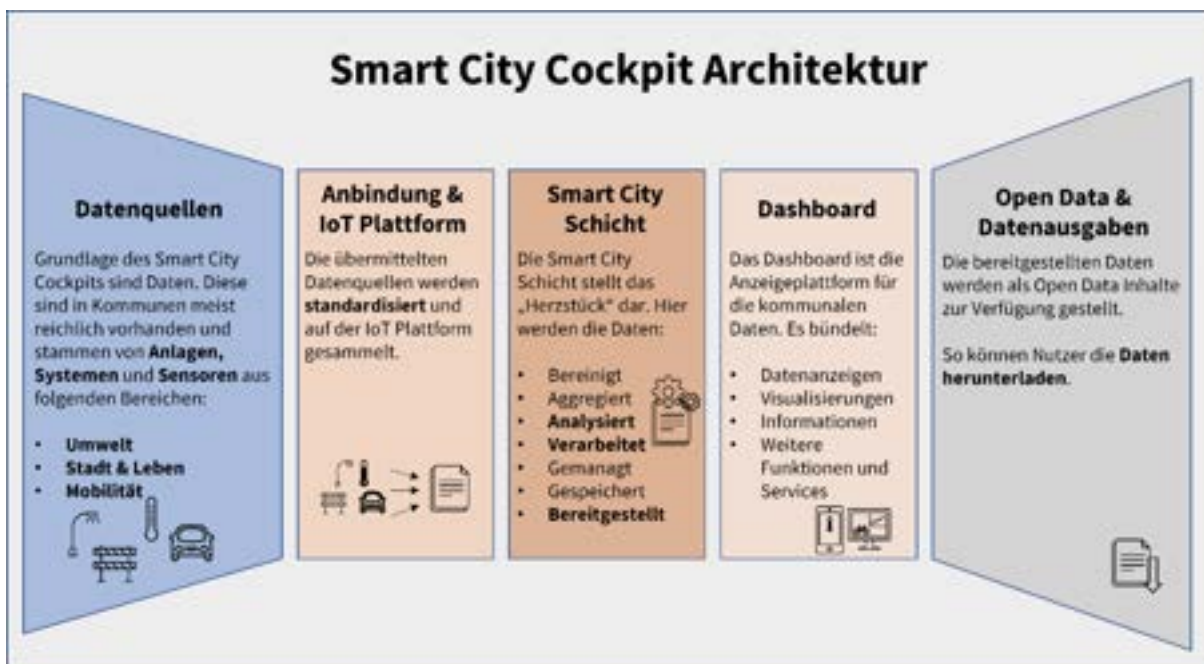 Smart City Cockpit Architektur
Datenquellen
Grundlage des Smart City
Cockpits sind Daten. Diese
sind in Kommunen meist
reichlich vorhanden und
stammen von Anlagen,
Systemen und Sensoren aus
folgenden Bereichen:
• Umwelt
• Stadt & Leben
• Mobilität
Anbindung &
IoT Plattform
Die übermittelten
Datenquellen werden
standardisiert und
auf der IoT Plattform
gesammelt.
Smart City
Schicht
Die Smart City
Schicht stellt das
„Herzstück“ dar. Hier
werden die Daten:
• Bereinigt
• Aggregiert
• Analysiert
• Verarbeitet
• Gemanagt
• Gespeichert
• Bereitgestellt
Dashboard
Das Dashboard ist die
Anzeigeplattform für
die kommunalen
Daten. Es bündelt:
• Datenanzeigen
• Visualisierungen
• Informationen
• Weitere
Funktionen und
Services
Open Data &
Datenausgaben
Die bereitgestellten Daten
werden als Open Data Inhalte
zur Verfügung gestellt.
So können Nutzer die Daten
herunterladen.